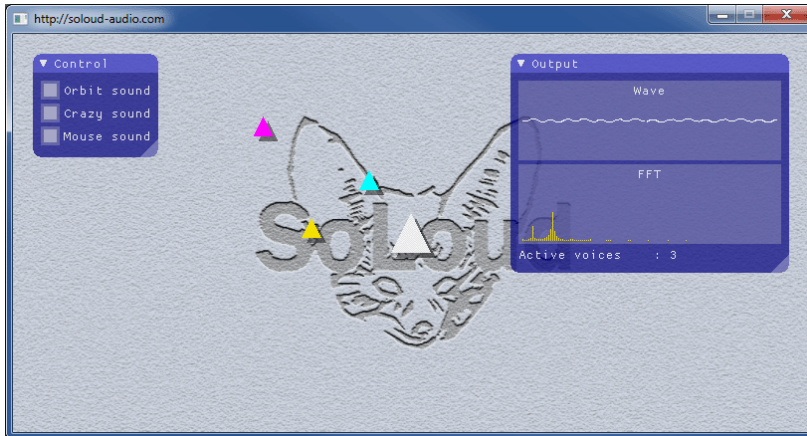 http://soloud-audio.com
Control
Orbit sound
Crazy sound
Mouse sound
Output
Wave
FFT
Active voices : 3
SoLoud